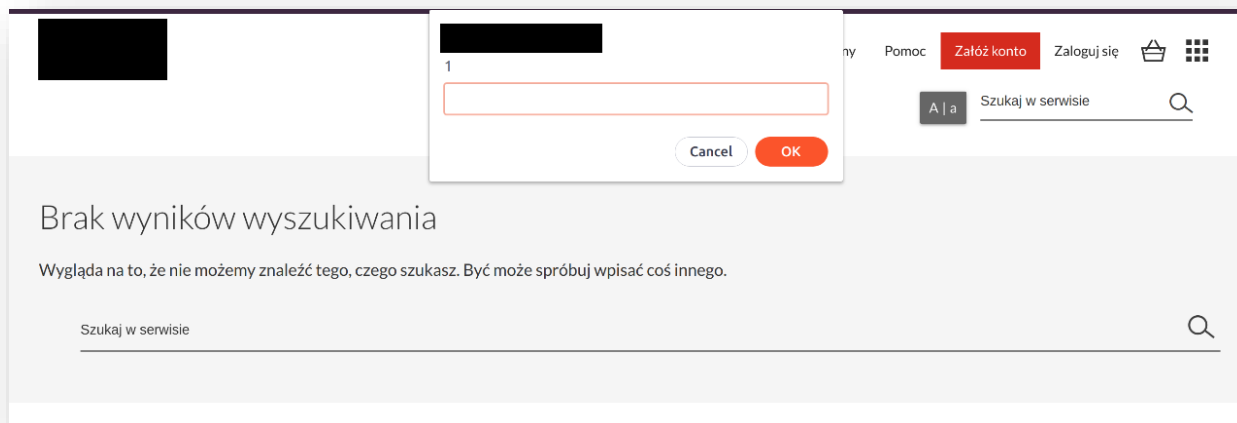 1
Cancel
OK
Pomoc
Załóż konto
Zaloguj się
A | a
Szukaj w serwisie
Brak wyników wyszukiwania
Wygląda na to, że nie możemy znaleźć tego, czego szukasz. Być może spróbuj wpisać coś innego.
Szukaj w serwisie